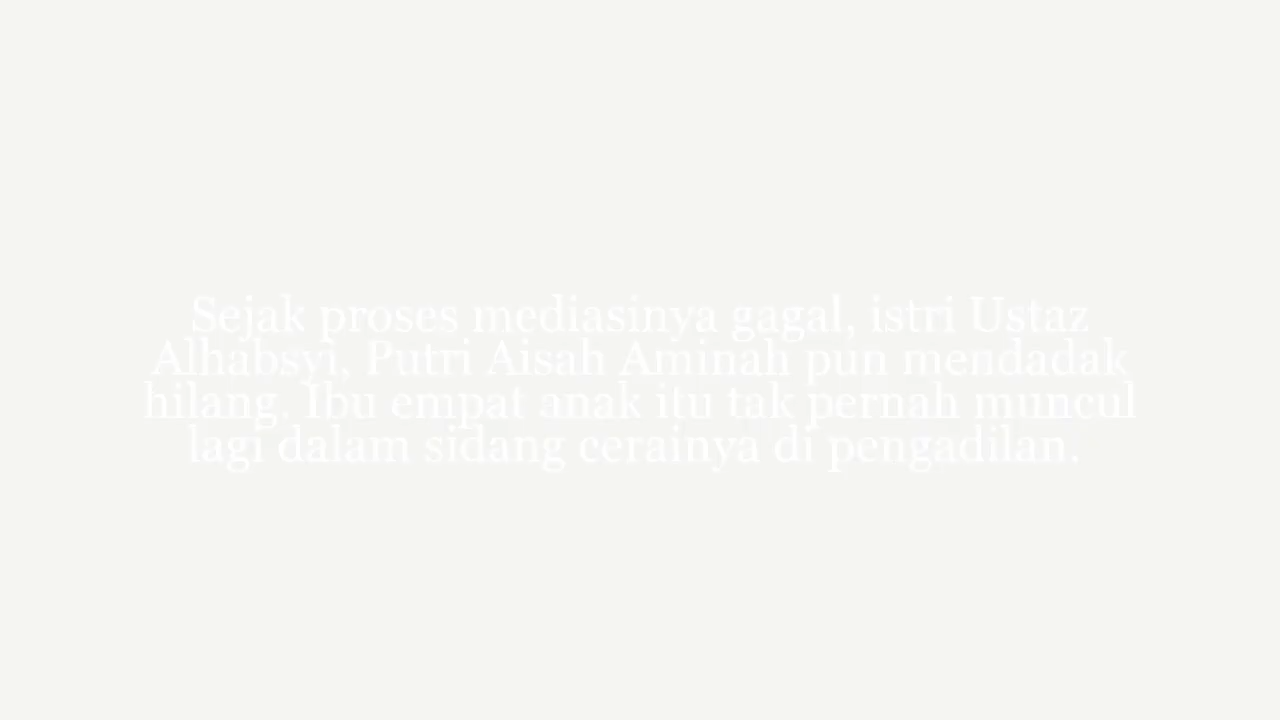 Sejak proses mediasinya gagal, istri Ustaz
Alhabsyi, Putri Aisah Aminah pun mendadak
hilang. Ibu empat anak itu tak pernah muncul
lagi dalam sidang cerainya di pengadilan.